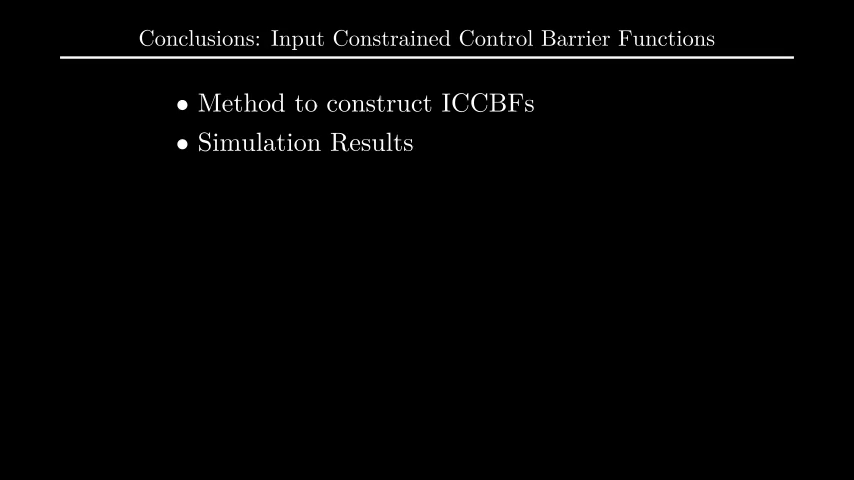 Conclusions: Input Constrained Control Barrier Functions
• Method to construct ICCBFs
• Simulation Results